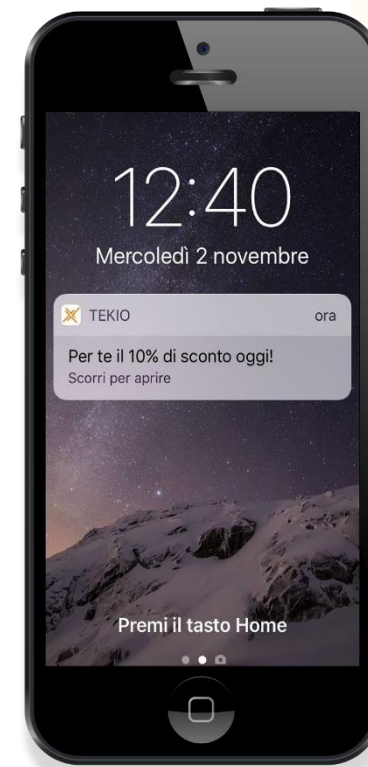 12:40
Mercoledì 2 novembre
TEKIO ora
Per te il 10% di sconto oggi!
Scorri per aprire
Premi il tasto Home